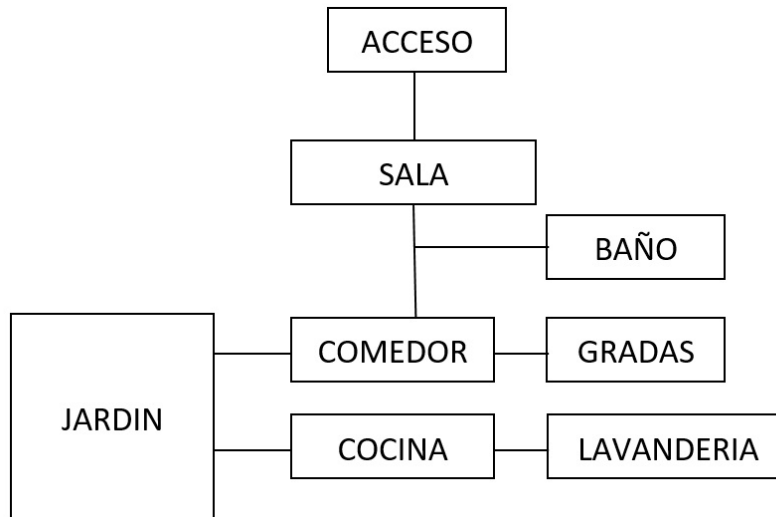 ACCESO
SALA
BAÑO
COMEDOR
GRADAS
JARDIN
COCINA
LAVANDERIA